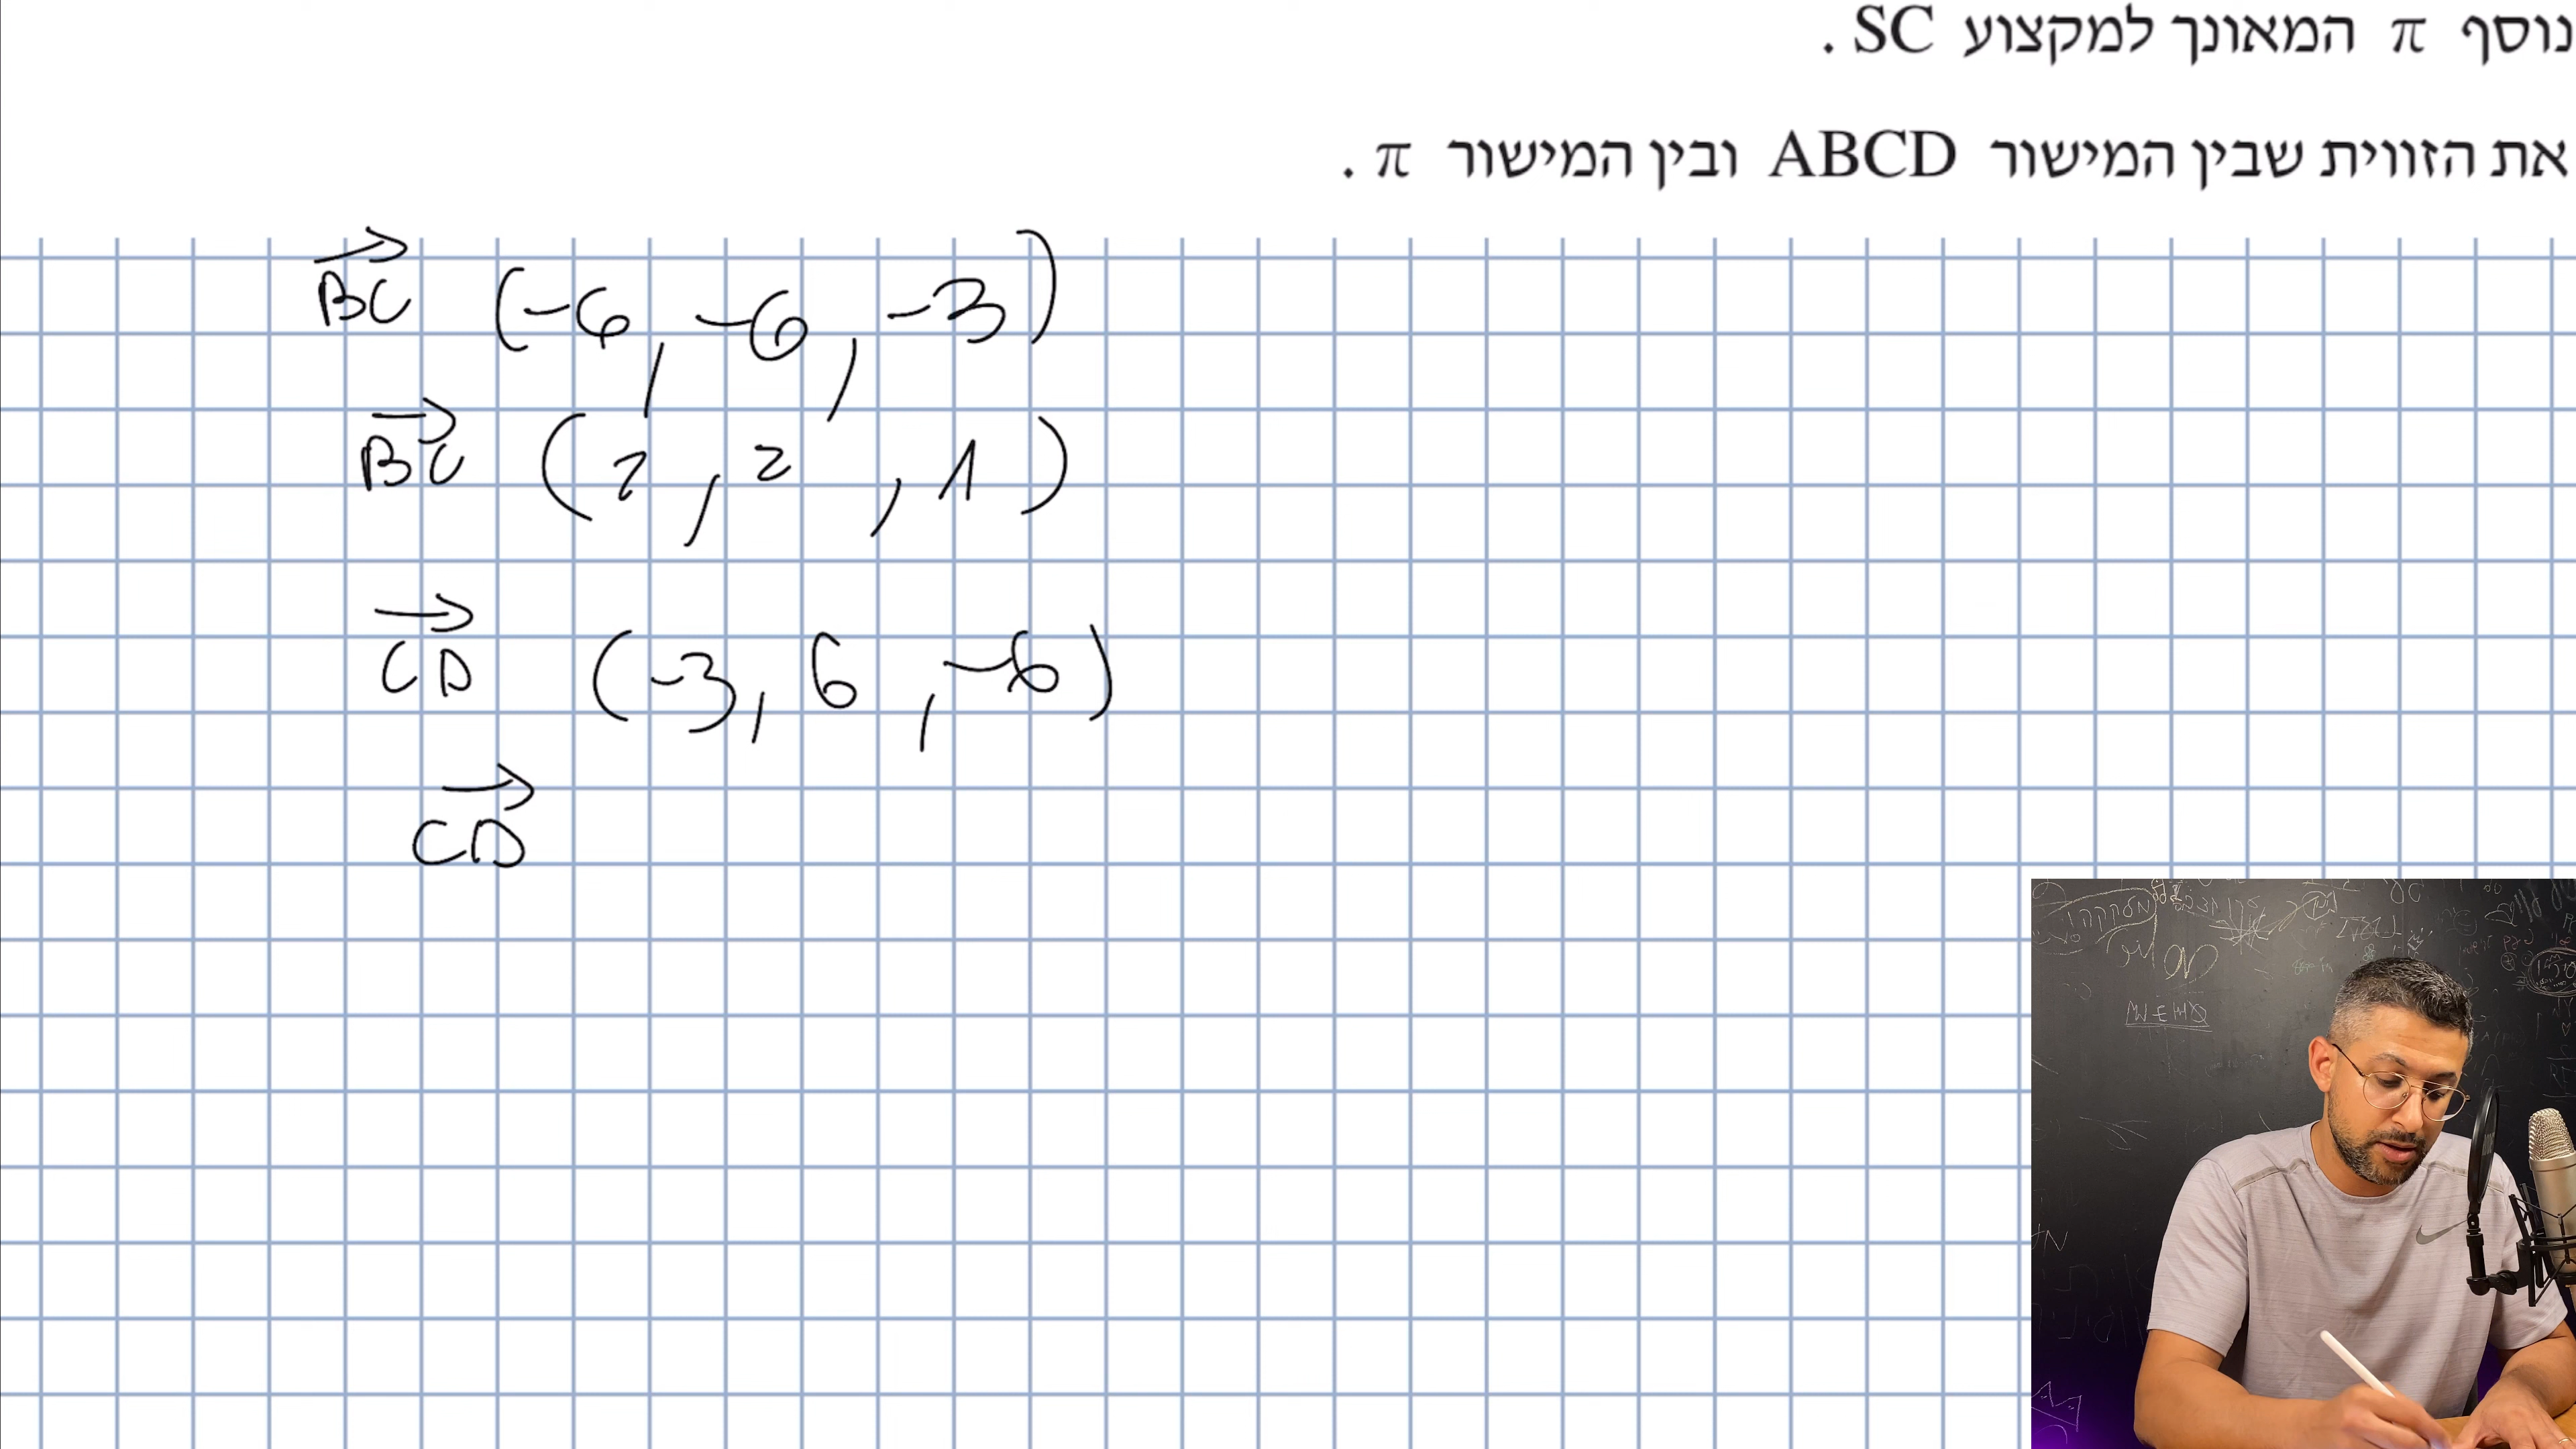 נוסף π המאונך למקצוע SC .
את הזווית שבין המישור ABCD ובין המישור π .
BC (-6, -6, -3)
BC (2, 2, 1)
CD (-3, 6, -6)
CD